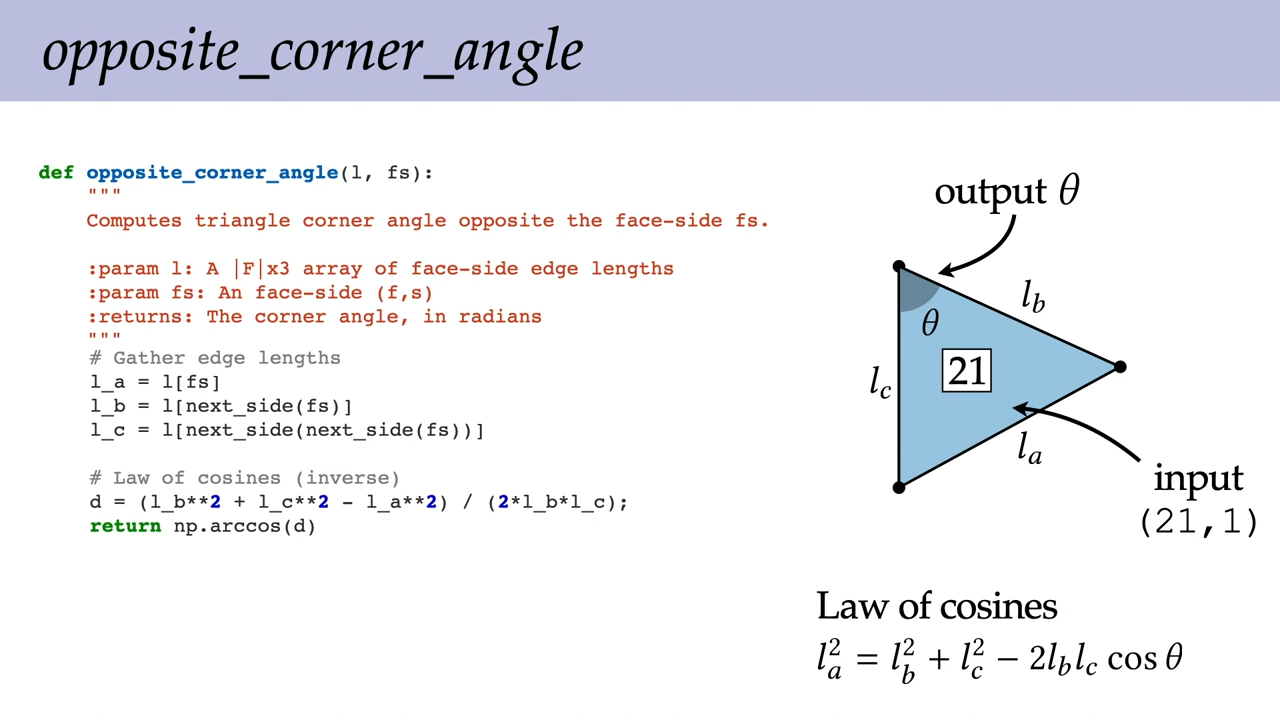 opposite_corner_angle
def opposite_corner_angle(l, fs):
"""
Computes triangle corner angle opposite the face-side fs.
:param l: A |F|x3 array of face-side edge lengths
:param fs: An face-side (f,s)
:returns: The corner angle, in radians
"""
# Gather edge lengths
l_a = l[fs]
l_b = l[next_side(fs)]
l_c = l[next_side(next_side(fs))]
# Law of cosines (inverse)
d = (l_b**2 + l_c**2 - l_a**2) / (2*l_b*l_c);
return np.arccos(d)
output θ
l_b
θ
21
l_c
l_a
input
(21,1)
Law of cosines
l_a^2 = l_b^2 + l_c^2 − 2l_b l_c cos θ